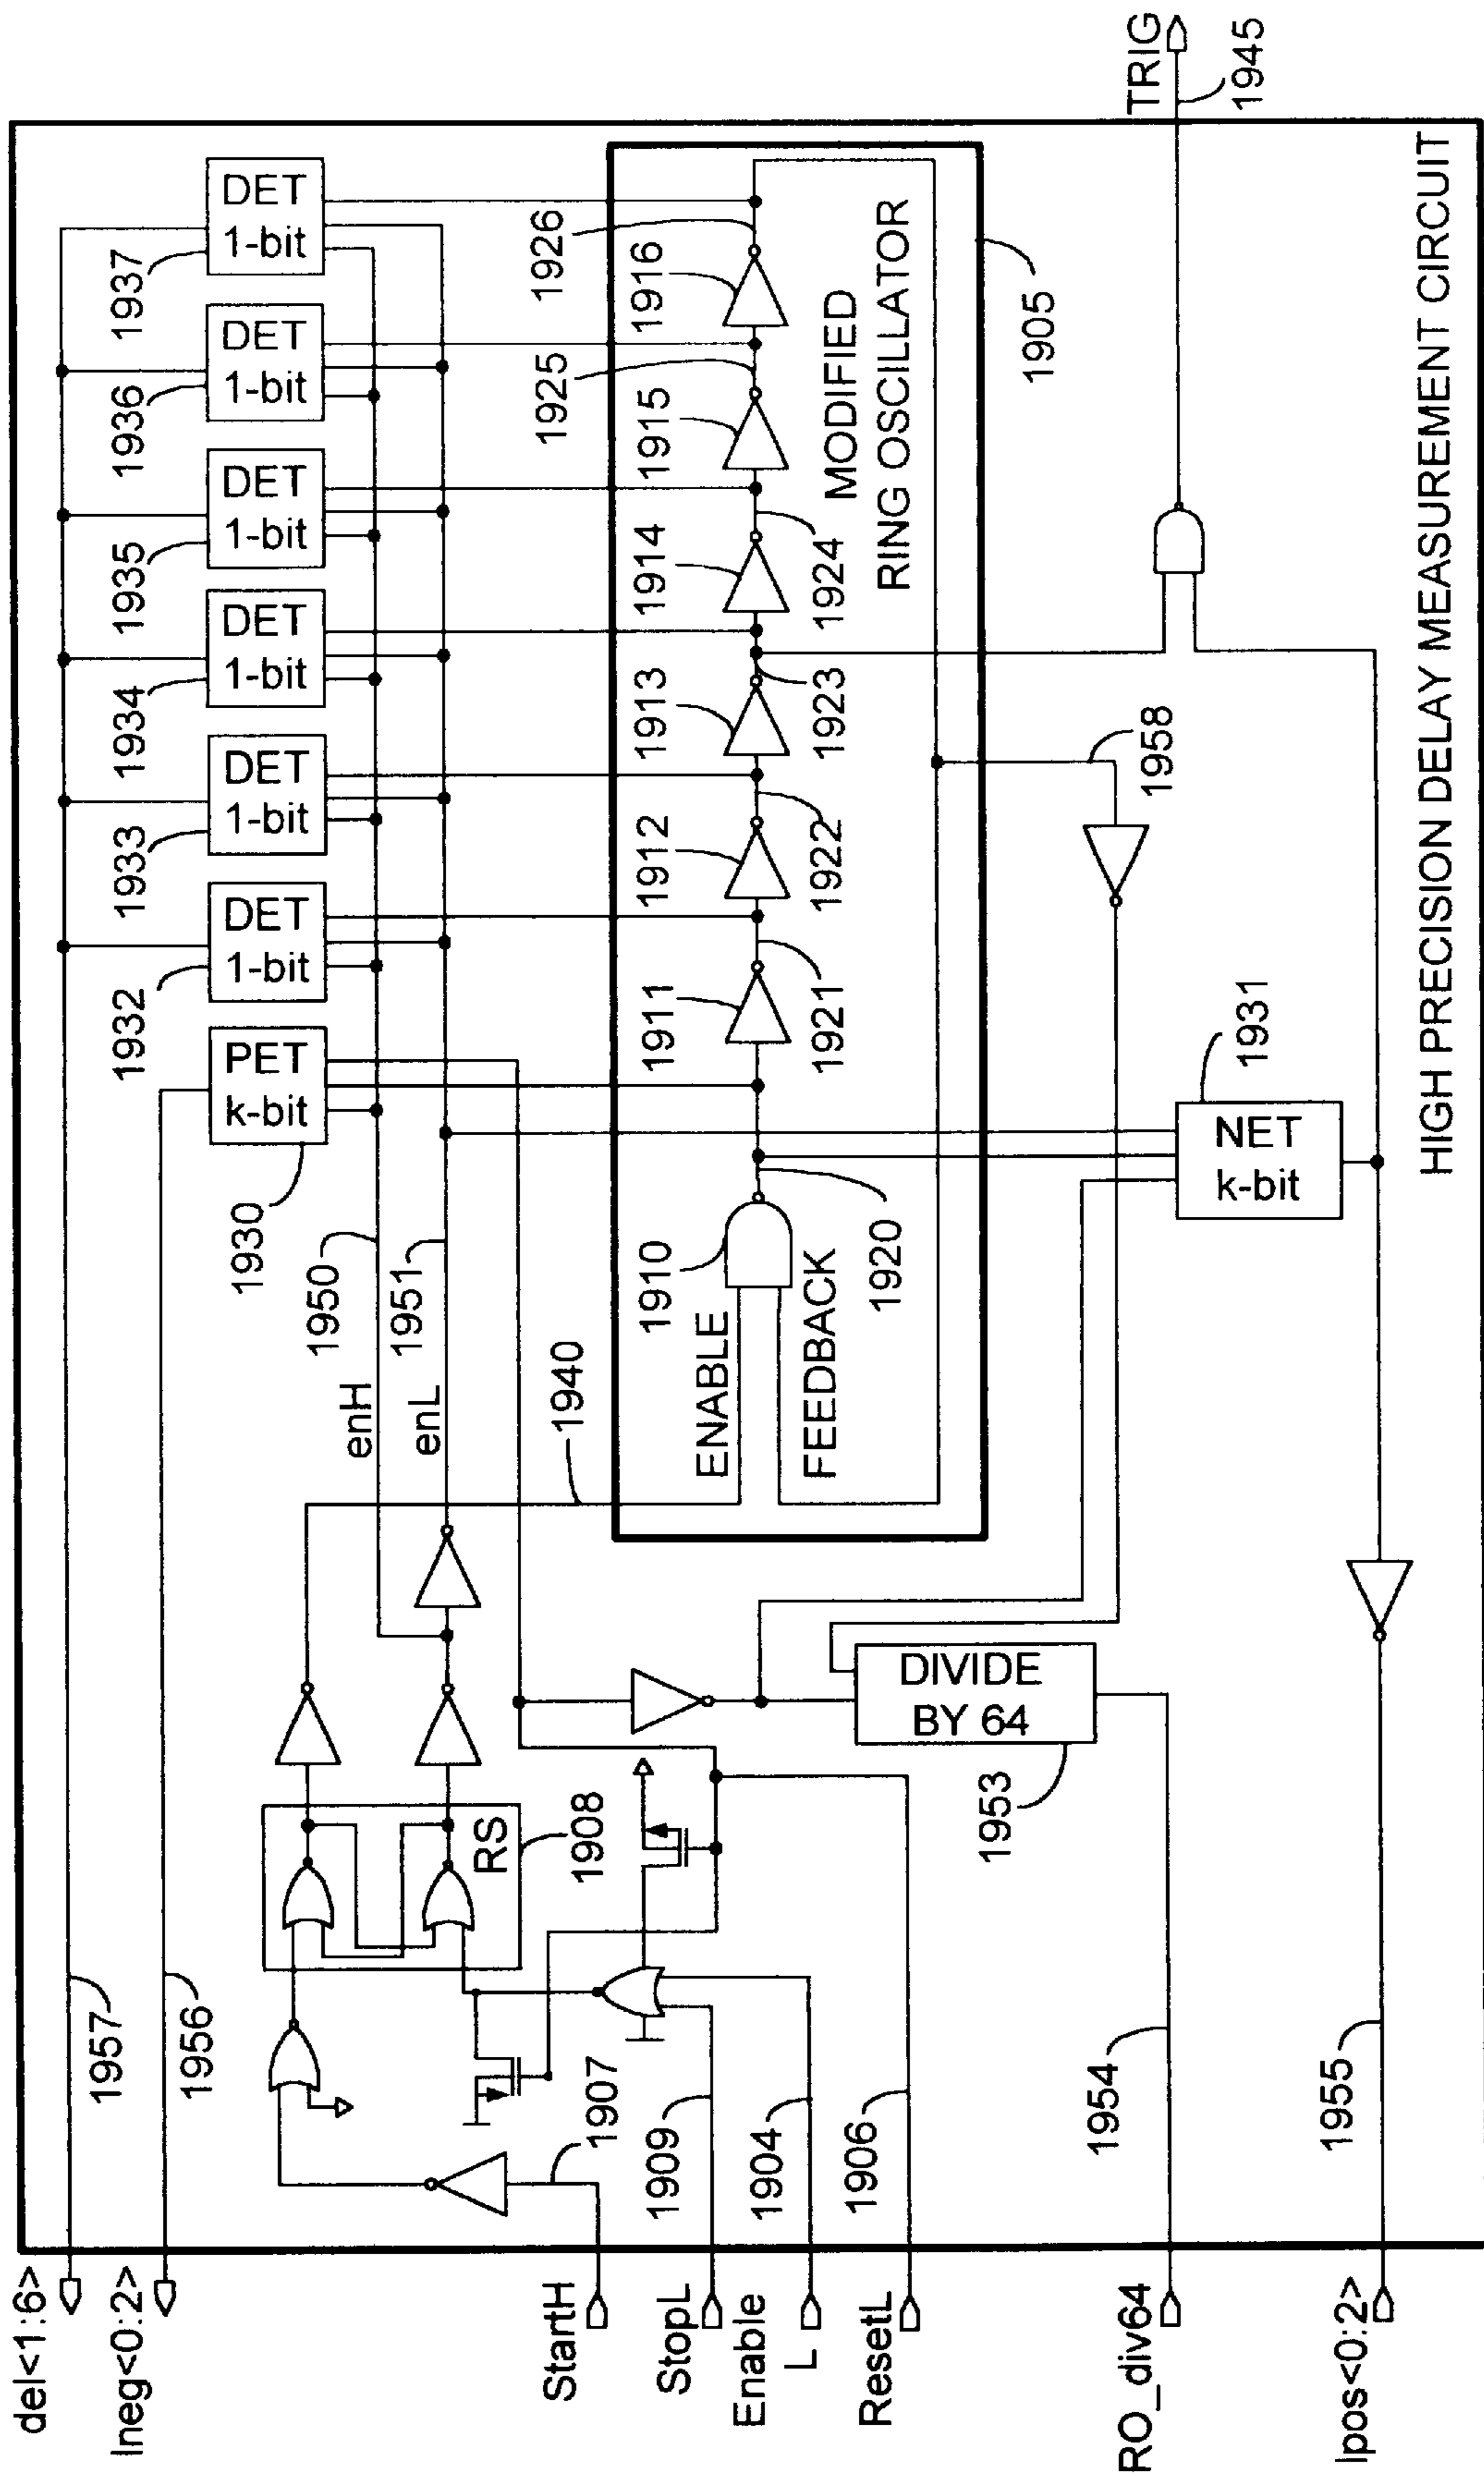 del<1:6>
Ineg<0:2>
StartH
StopL
Enable
L
ResetL
RO_div64
Ipos<0:2>
1957
1956
1907
1909
1904
1906
1954
1955
RS
1908
DIVIDE
BY 64
1953
enH
enL
1950
1951
1940
ENABLE
FEEDBACK
1910
1920
PET
k-bit
1930
NET
k-bit
1931
DET
1-bit
1932
DET
1-bit
1933
DET
1-bit
1934
DET
1-bit
1935
DET
1-bit
1936
DET
1-bit
1937
1911
1921
1912
1922
1913
1923
1914
1924
1915
1925
1916
1926
MODIFIED
RING OSCILLATOR
1905
1958
TRIG
1945
HIGH PRECISION DELAY MEASUREMENT CIRCUIT